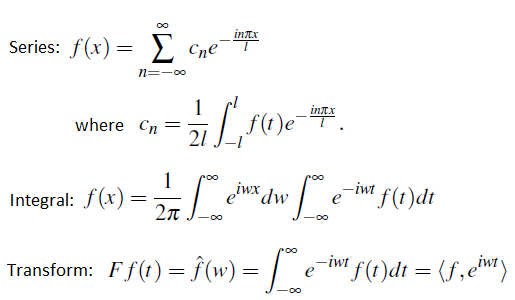 Series: f(x) = ∑_{n=-∞}^{∞} c_n e^{-inπx/l}
where c_n = 1/2l ∫_{-l}^{l} f(t)e^{-inπx/l}.
Integral: f(x) = 1/2π ∫_{-∞}^{∞} e^{iwx}dw ∫_{-∞}^{∞} e^{-iwt} f(t)dt
Transform: F f(t) = f̂(w) = ∫_{-∞}^{∞} e^{-iwt} f(t)dt = ⟨f, e^{iwt}⟩